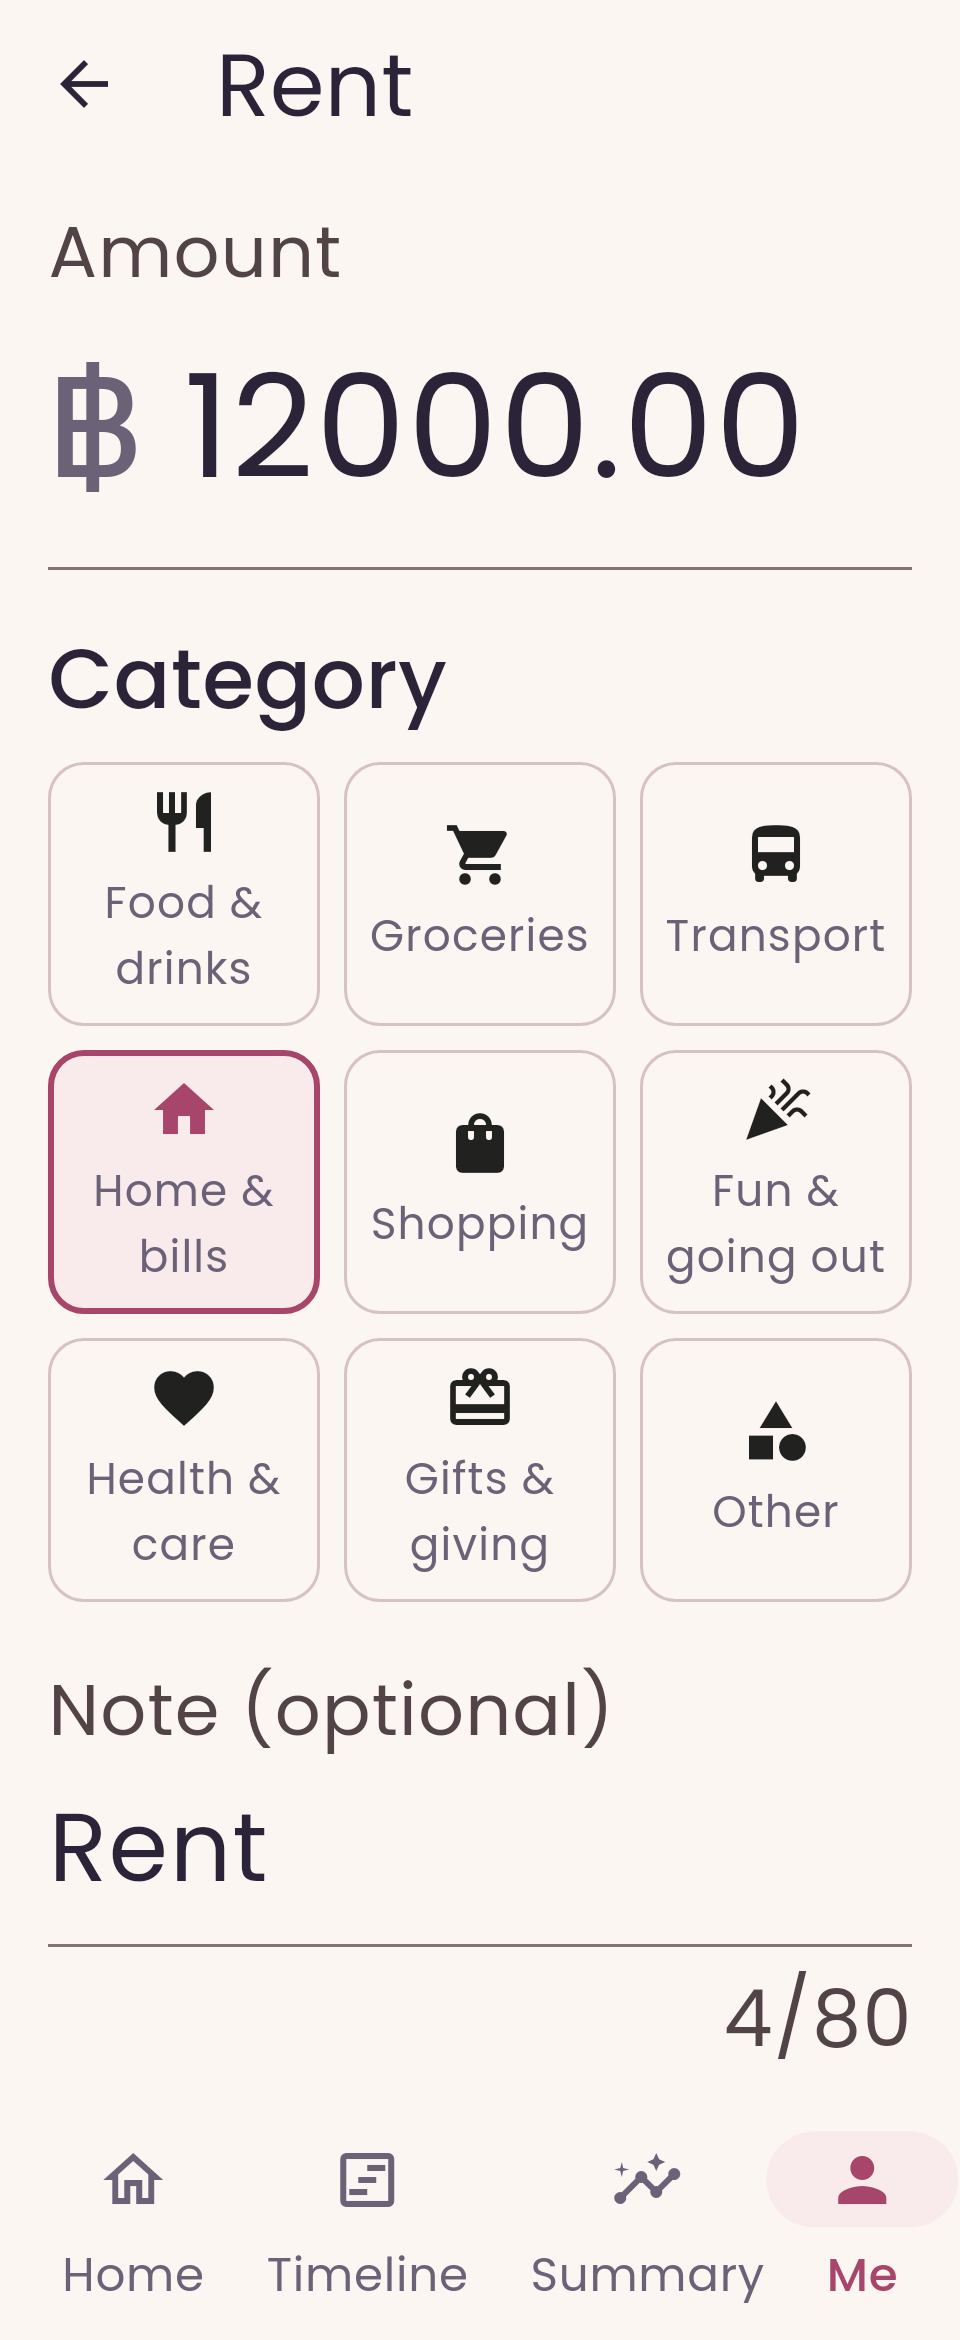 Rent
Amount
฿ 12000.00
Category
Food &
drinks
Groceries
Transport
Home &
bills
Shopping
Fun &
going out
Health &
care
Gifts &
giving
Other
Note (optional)
Rent
4/80
Home
Timeline
Summary
Me